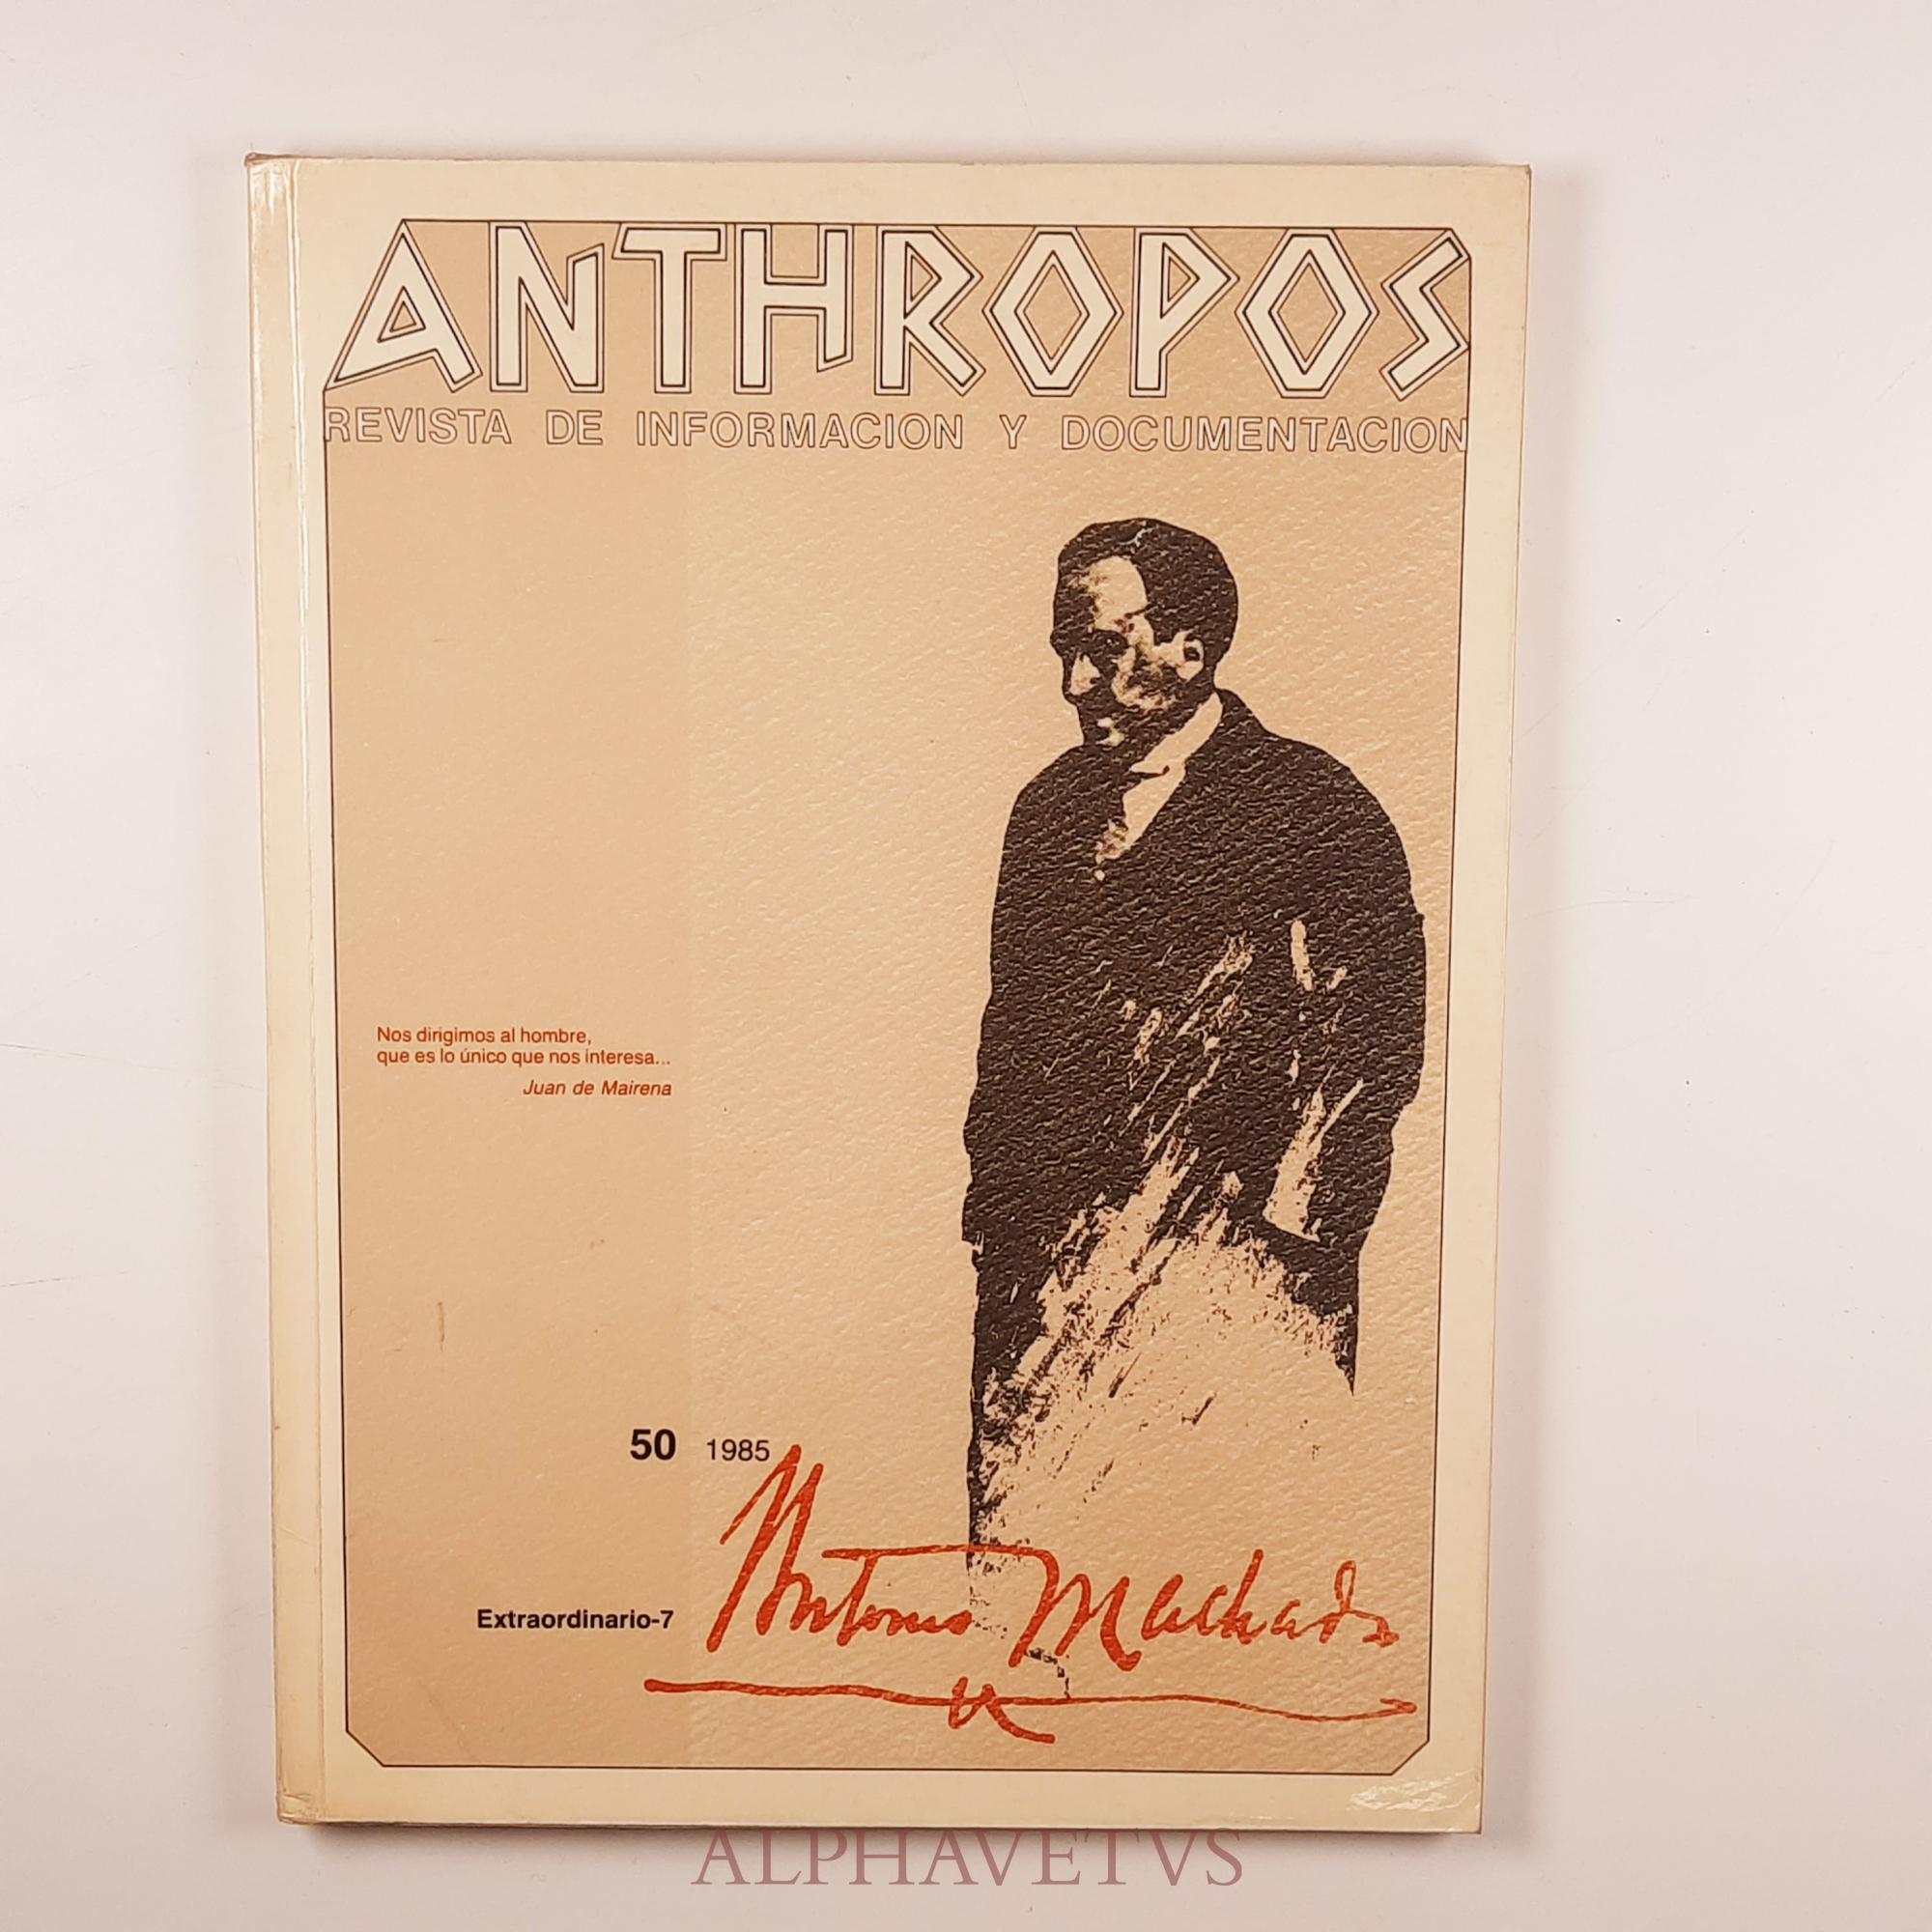 ANTHROPOS
REVISTA DE INFORMACION Y DOCUMENTACION
Nos dirigimos al hombre,
que es lo único que nos interesa...
Juan de Mairena
50 1985
Extraordinario-7
Antonio Machado
ALPHAVETVS